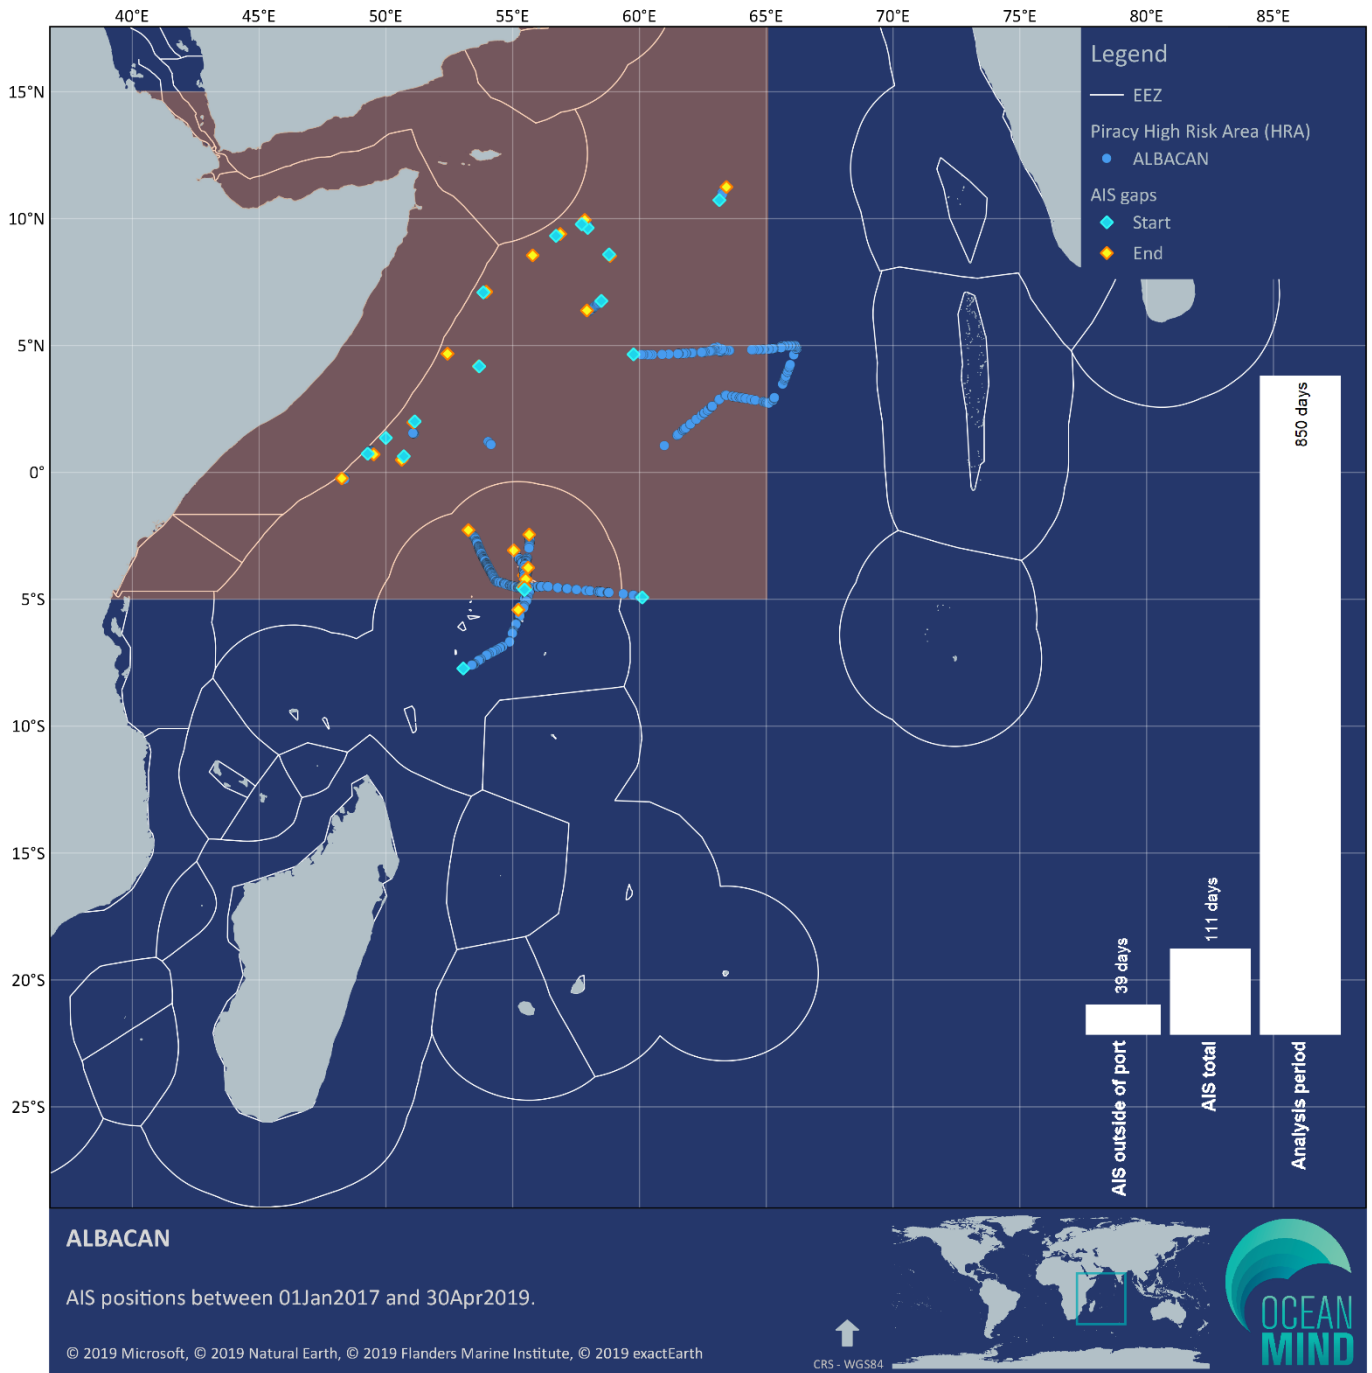 40°E 45°E 50°E 55°E 60°E 65°E 70°E 75°E 80°E 85°E
Legend
EEZ
Piracy High Risk Area (HRA)
ALBACAN
AIS gaps
Start
End
15°N
10°N
5°N
0°
5°S
10°S
15°S
20°S
25°S
39 days
111 days
850 days
AIS outside of port
AIS total
Analysis period
ALBACAN
AIS positions between 01Jan2017 and 30Apr2019.
© 2019 Microsoft, © 2019 Natural Earth, © 2019 Flanders Marine Institute, © 2019 exactEarth
CRS - WGS84
OCEAN
MIND